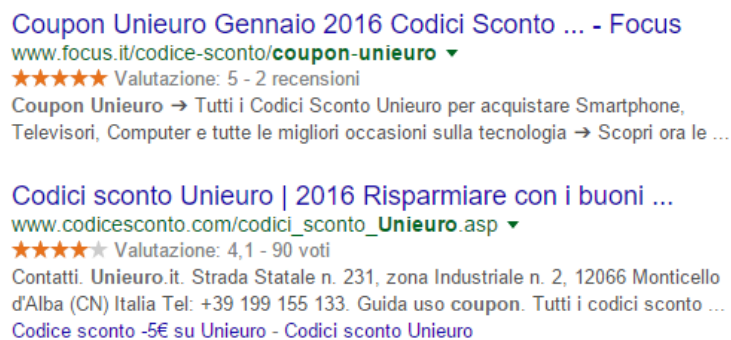 Coupon Unieuro Gennaio 2016 Codici Sconto ... - Focus
www.focus.it/codice-sconto/coupon-unieuro
Valutazione: 5 - 2 recensioni
Coupon Unieuro → Tutti i Codici Sconto Unieuro per acquistare Smartphone,
Televisori, Computer e tutte le migliori occasioni sulla tecnologia → Scopri ora le ...
Codici sconto Unieuro | 2016 Risparmiare con i buoni ...
www.codicesconto.com/codici_sconto_Unieuro.asp
Valutazione: 4,1 - 90 voti
Contatti. Unieuro.it. Strada Statale n. 231, zona Industriale n. 2, 12066 Monticello
d'Alba (CN) Italia Tel: +39 199 155 133. Guida uso coupon. Tutti i codici sconto ...
Codice sconto -5€ su Unieuro - Codici sconto Unieuro